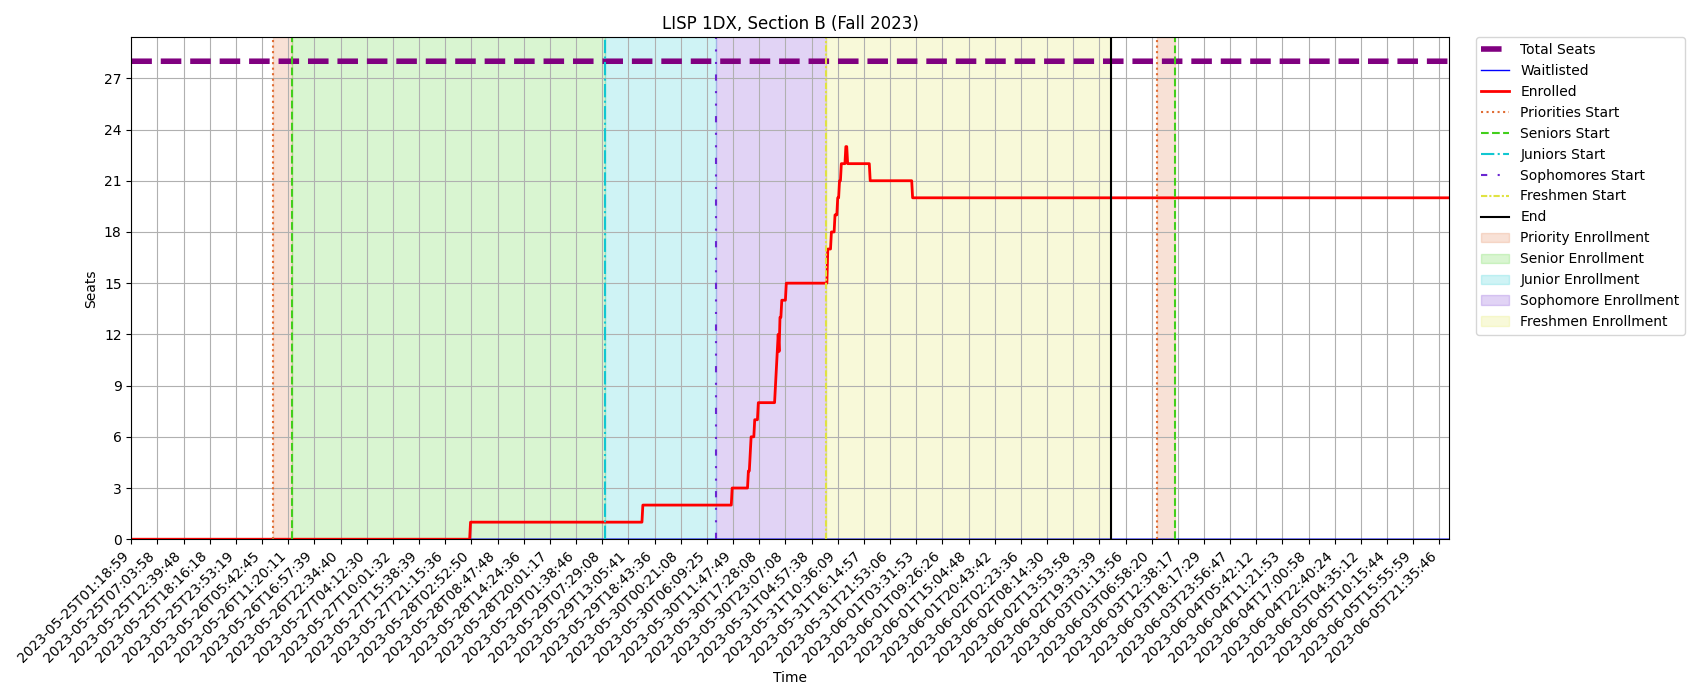 LISP 1DX, Section B (Fall 2023)
Seats
27
24
21
18
15
12
9
6
3
0
2023-05-25T01:18:59
2023-05-25T07:03:58
2023-05-25T12:39:48
2023-05-25T18:16:18
2023-05-25T23:53:19
2023-05-26T05:42:45
2023-05-26T11:20:11
2023-05-26T16:57:39
2023-05-26T22:34:40
2023-05-27T04:12:30
2023-05-27T10:01:32
2023-05-27T15:38:39
2023-05-27T21:15:36
2023-05-28T02:52:50
2023-05-28T08:47:48
2023-05-28T14:24:36
2023-05-28T20:01:17
2023-05-29T01:38:46
2023-05-29T07:29:08
2023-05-29T13:05:41
2023-05-29T18:43:36
2023-05-30T00:21:08
2023-05-30T06:09:25
2023-05-30T11:47:49
2023-05-30T17:28:08
2023-05-30T23:07:08
2023-05-31T04:57:38
2023-05-31T10:36:09
2023-05-31T16:14:57
2023-05-31T21:53:06
2023-06-01T03:31:53
2023-06-01T09:26:26
2023-06-01T15:04:48
2023-06-01T20:43:42
2023-06-02T02:23:36
2023-06-02T08:14:30
2023-06-02T13:53:58
2023-06-02T19:33:39
2023-06-03T01:13:56
2023-06-03T06:58:20
2023-06-03T12:38:17
2023-06-03T18:17:29
2023-06-03T23:56:47
2023-06-04T05:42:12
2023-06-04T11:21:53
2023-06-04T17:00:58
2023-06-04T22:40:24
2023-06-05T04:35:12
2023-06-05T10:15:44
2023-06-05T15:55:59
2023-06-05T21:35:46
Time
Total Seats
Waitlisted
Enrolled
Priorities Start
Seniors Start
Juniors Start
Sophomores Start
Freshmen Start
End
Priority Enrollment
Senior Enrollment
Junior Enrollment
Sophomore Enrollment
Freshmen Enrollment